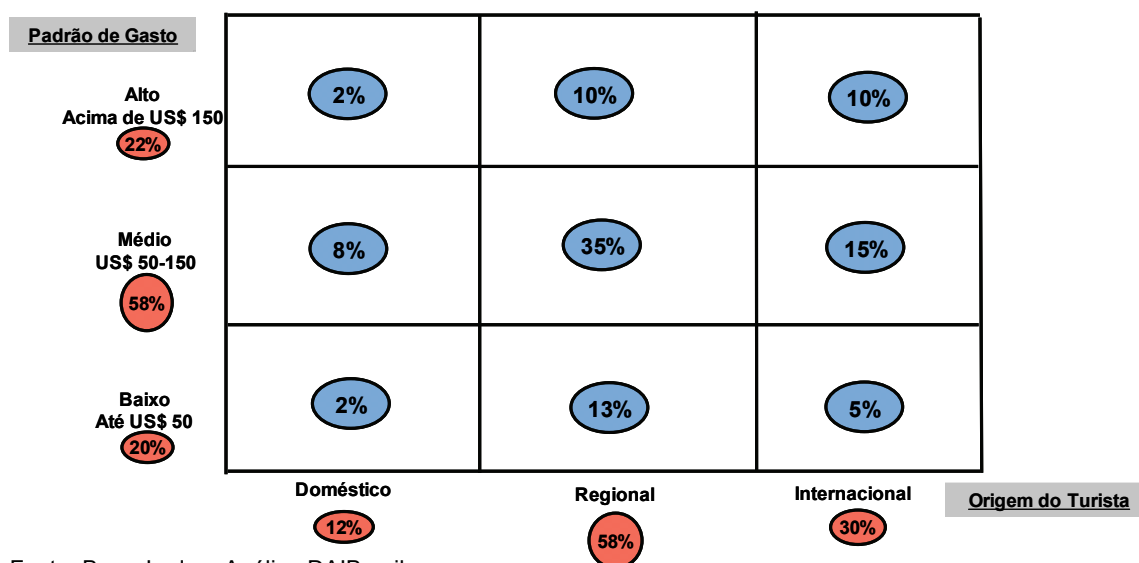 Padrão de Gasto
Alto
Acima de US$ 150
22%
2%
10%
10%
Médio
US$ 50-150
58%
8%
35%
15%
Baixo
Até US$ 50
20%
2%
13%
5%
Doméstico
12%
Regional
58%
Internacional
30%
Origem do Turista